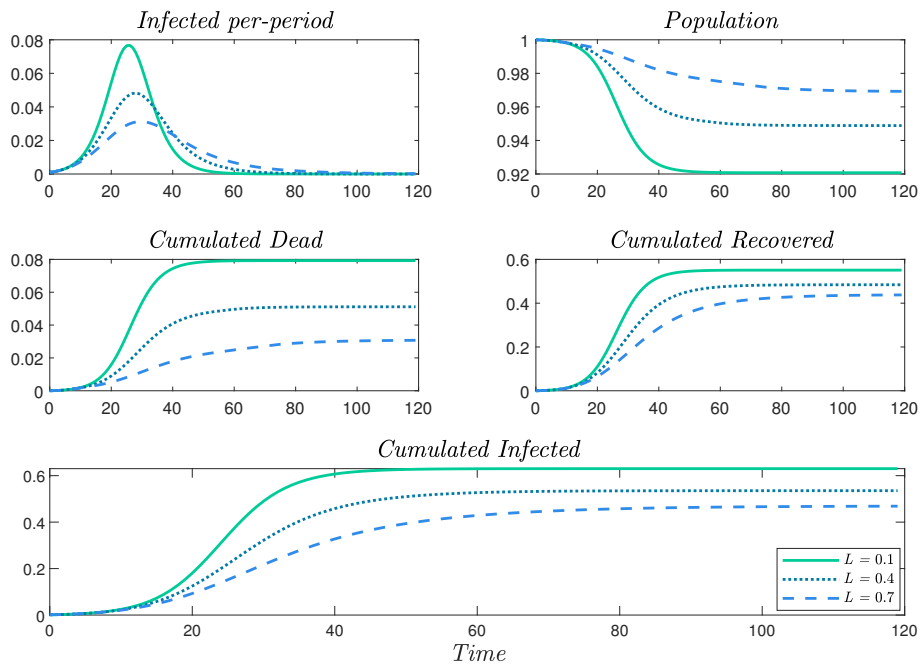 Infected per-period
0.08
0.06
0.04
0.02
0
0 20 40 60 80 100 120
Population
1
0.98
0.96
0.94
0.92
0 20 40 60 80 100 120
Cumulated Dead
0.08
0.06
0.04
0.02
0
0 20 40 60 80 100 120
Cumulated Recovered
0.6
0.4
0.2
0
0 20 40 60 80 100 120
Cumulated Infected
0.6
0.4
0.2
0
0 20 40 60 80 100 120
L = 0.1
L = 0.4
L = 0.7
Time